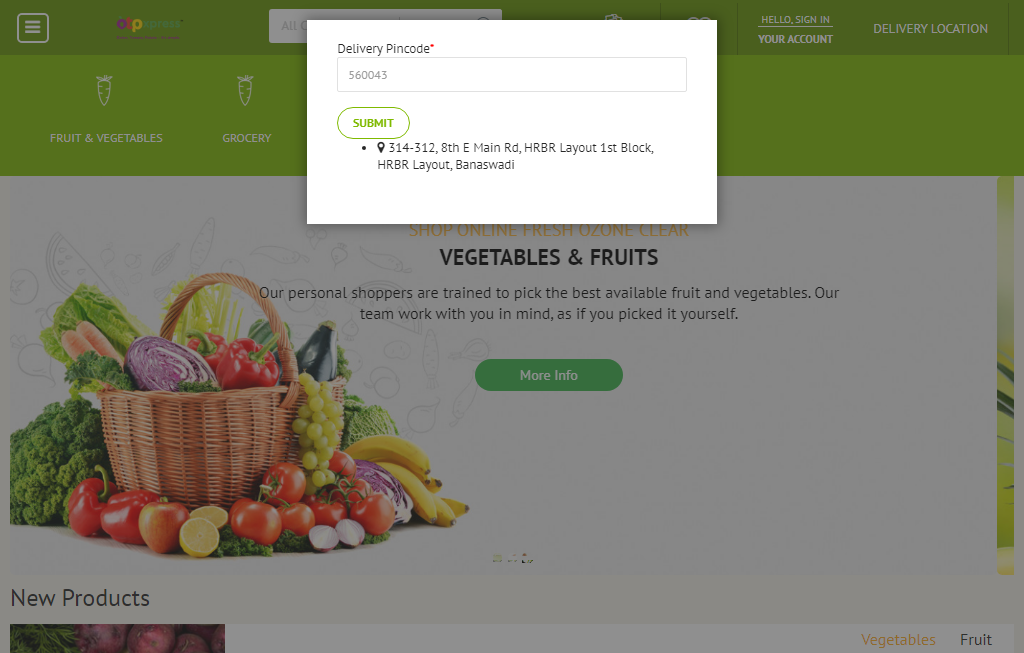 All C
HELLO, SIGN IN
YOUR ACCOUNT
DELIVERY LOCATION
Delivery Pincode*
560043
SUBMIT
314-312, 8th E Main Rd, HRBR Layout 1st Block,
HRBR Layout, Banaswadi
FRUIT & VEGETABLES
GROCERY
SHOP ONLINE FRESH OZONE CLEAR
VEGETABLES & FRUITS
Our personal shoppers are trained to pick the best available fruit and vegetables. Our
team work with you in mind, as if you picked it yourself.
More Info
New Products
Vegetables Fruit